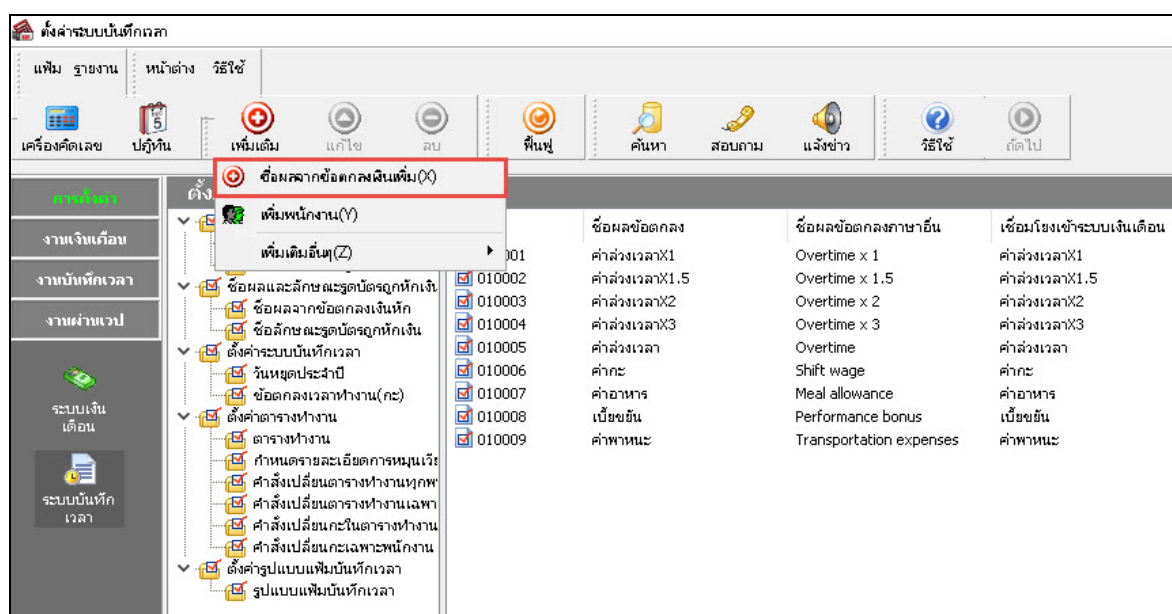 ตั้งค่าระบบบันทึกเวลา
แฟ้ม รายงาน หน้าต่าง วิธีใช้
เครื่องคิดเลข ปฎิทิน เพิ่มเติม แก้ไข ลบ ฟื้นฟู ค้นหา สอบถาม แจ้งข่าว วิธีใช้ ถัดไป
ชื่อผลจากข้อตกลงเงินเพิ่ม(X)
เพิ่มพนักงาน(Y)
เพิ่มเติมอื่นๆ(Z)
การตั้งค่า
งานเงินเดือน
งานบันทึกเวลา
งานผ่านเวป
ระบบเงิน
เดือน
ระบบบันทึก
เวลา
ตั้ง
ชื่อผลและลักษณะรูดบัตรถูกหักเงิ
ชื่อผลจากข้อตกลงเงินหัก
ชื่อลักษณะรูดบัตรถูกหักเงิน
ตั้งค่าระบบบันทึกเวลา
วันหยุดประจำปี
ข้อตกลงเวลาทำงาน(กะ)
ตั้งค่าตารางทำงาน
ตารางทำงาน
กำหนดรายละเอียดการหมุนเวี
คำสั่งเปลี่ยนตารางทำงานทุกพ
คำสั่งเปลี่ยนตารางทำงานเฉพา
คำสั่งเปลี่ยนกะในตารางทำงาน
คำสั่งเปลี่ยนกะเฉพาะพนักงาน
ตั้งค่ารูปแบบแฟ้มบันทึกเวลา
รูปแบบแฟ้มบันทึกเวลา
ชื่อผลข้อตกลง ชื่อผลข้อตกลงภาษาอื่น เชื่อมโยงเข้าระบบเงินเดือน
001 ค่าล่วงเวลาX1 Overtime x 1 ค่าล่วงเวลาX1
010002 ค่าล่วงเวลาX1.5 Overtime x 1.5 ค่าล่วงเวลาX1.5
010003 ค่าล่วงเวลาX2 Overtime x 2 ค่าล่วงเวลาX2
010004 ค่าล่วงเวลาX3 Overtime x 3 ค่าล่วงเวลาX3
010005 ค่าล่วงเวลา Overtime ค่าล่วงเวลา
010006 ค่ากะ Shift wage ค่ากะ
010007 ค่าอาหาร Meal allowance ค่าอาหาร
010008 เบี้ยขยัน Performance bonus เบี้ยขยัน
010009 ค่าพาหนะ Transportation expenses ค่าพาหนะ